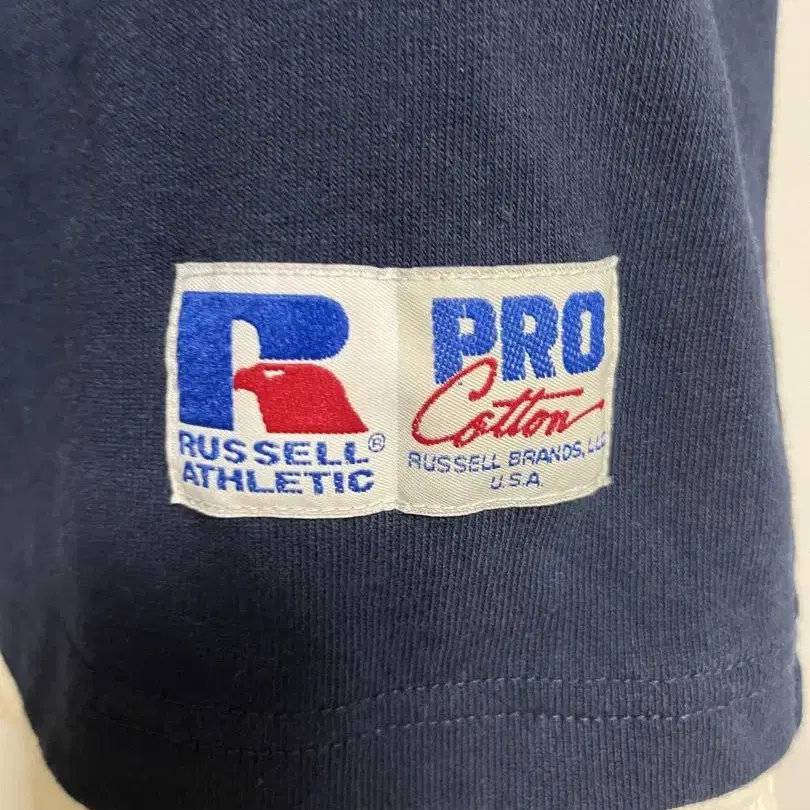 RUSSELL®
ATHLETIC
PRO
Cotton
RUSSELL BRANDS, LLC
U.S.A.